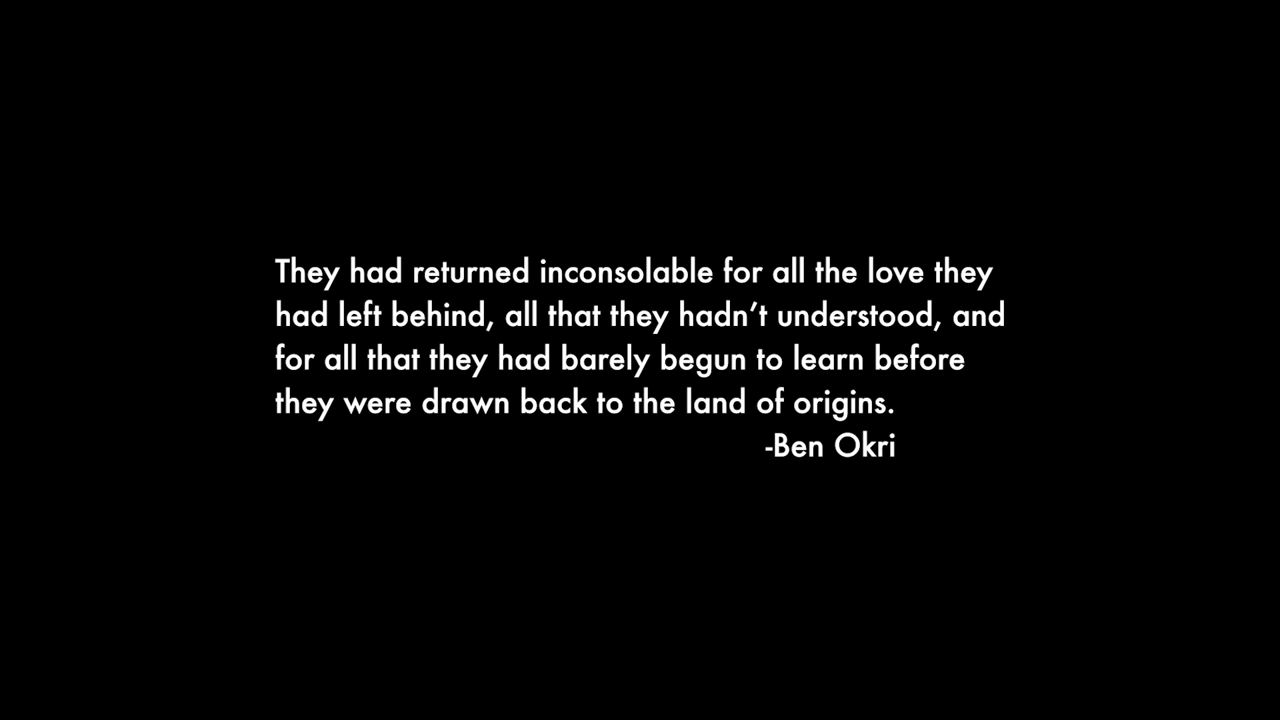 They had returned inconsolable for all the love they
had left behind, all that they hadn’t understood, and
for all that they had barely begun to learn before
they were drawn back to the land of origins.
-Ben Okri